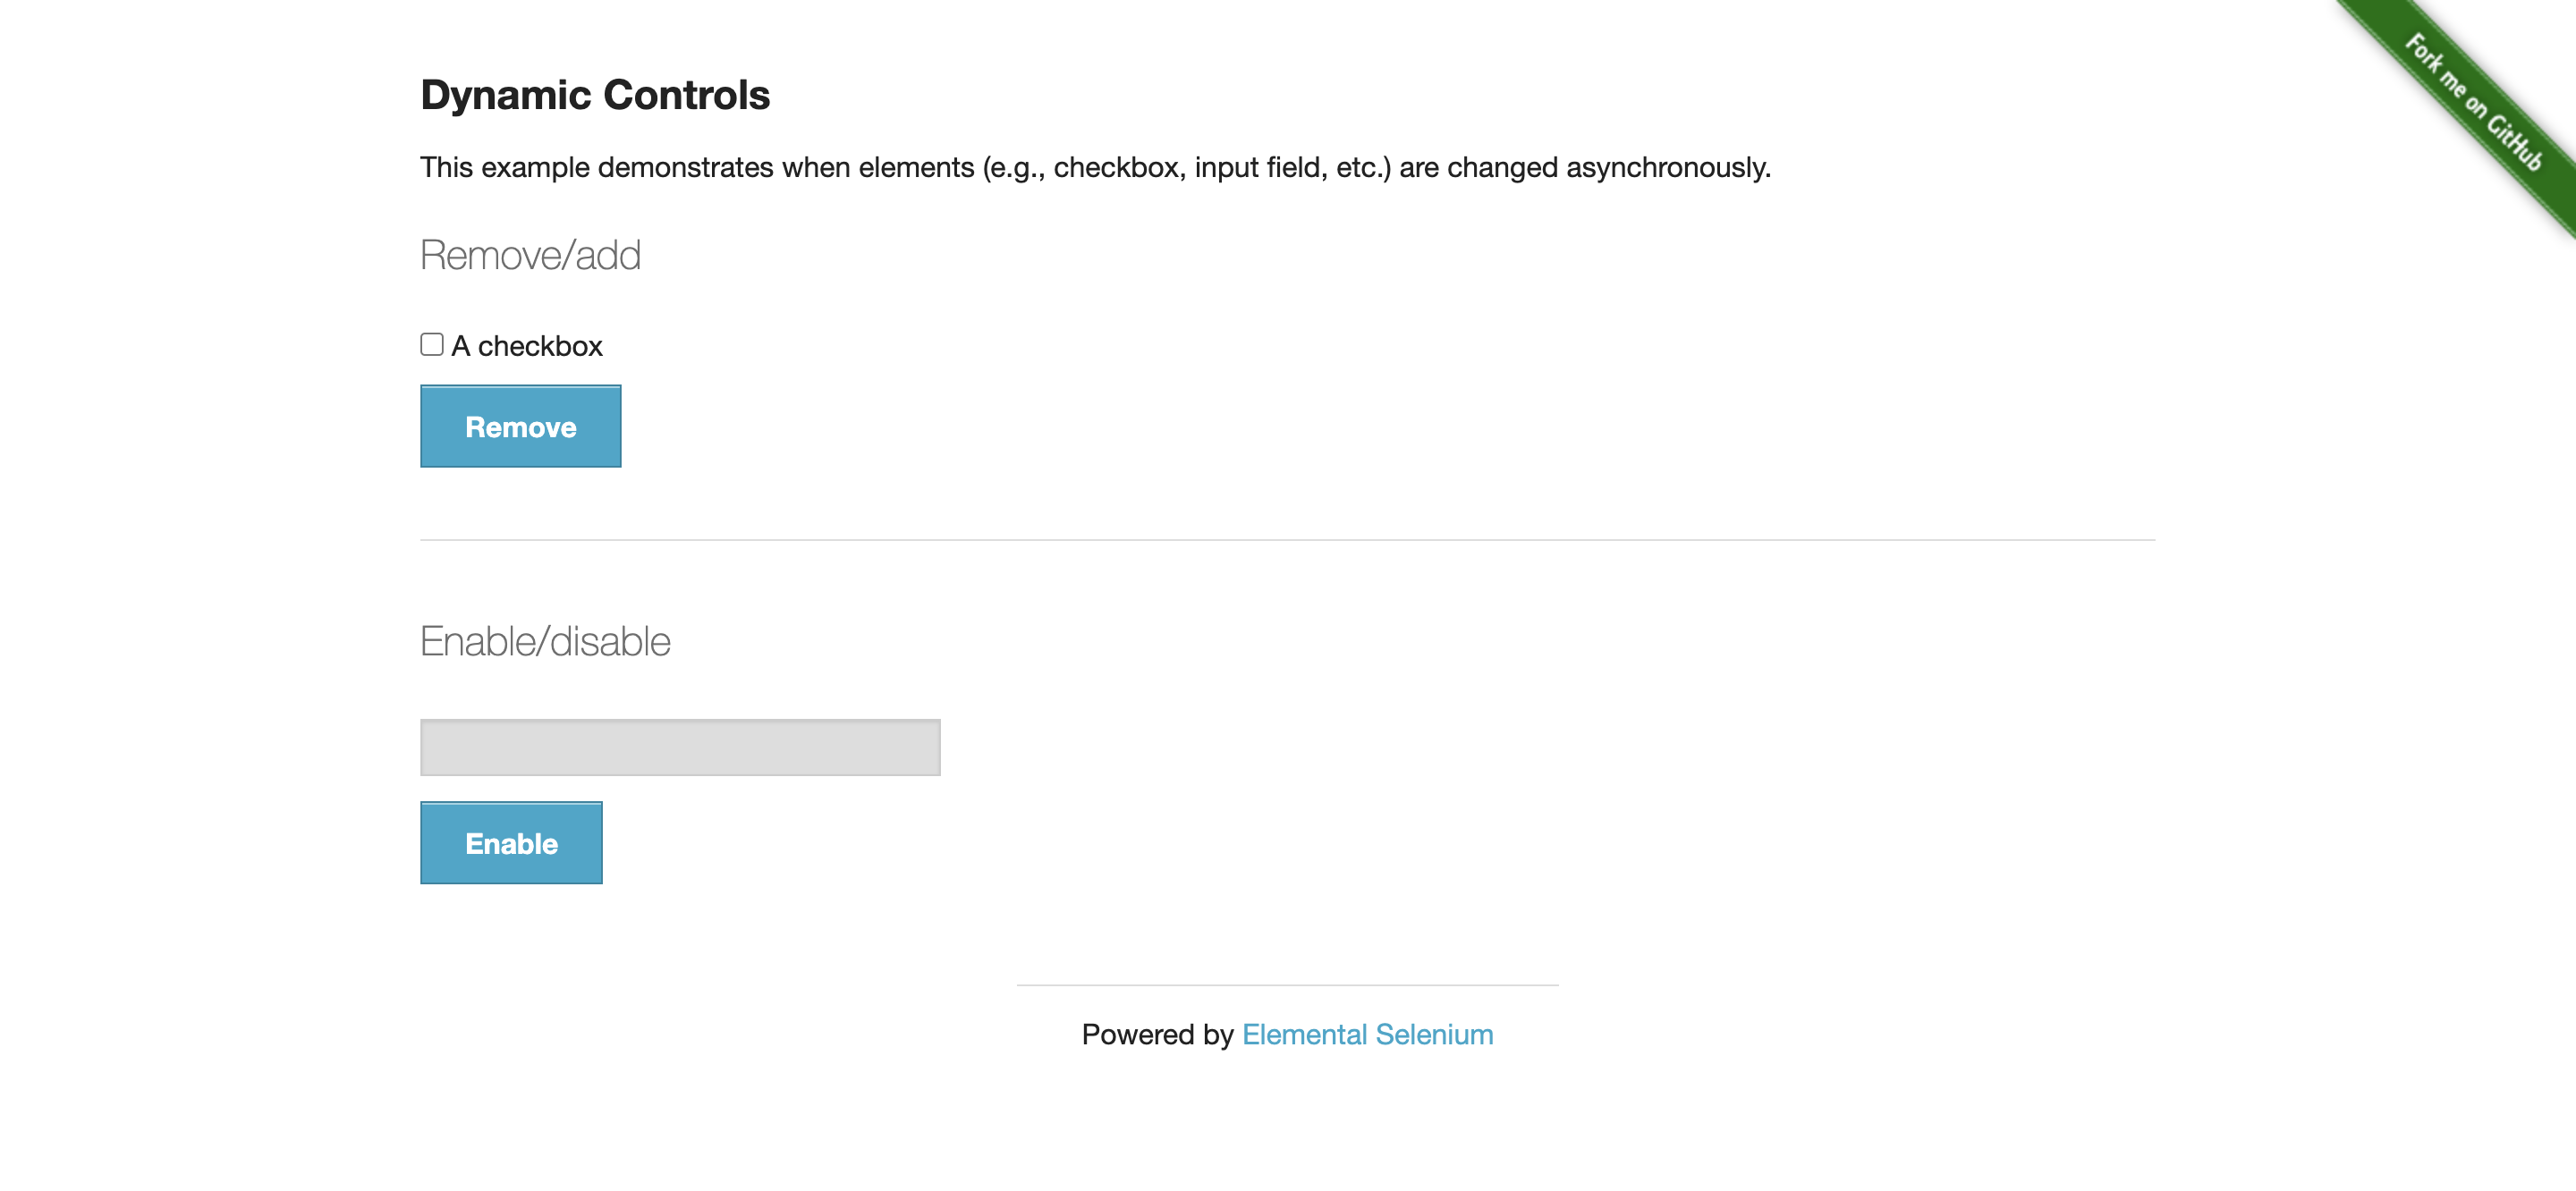 Fork me on GitHub
Dynamic Controls
This example demonstrates when elements (e.g., checkbox, input field, etc.) are changed asynchronously.
Remove/add
A checkbox
Remove
Enable/disable
Enable
Powered by Elemental Selenium